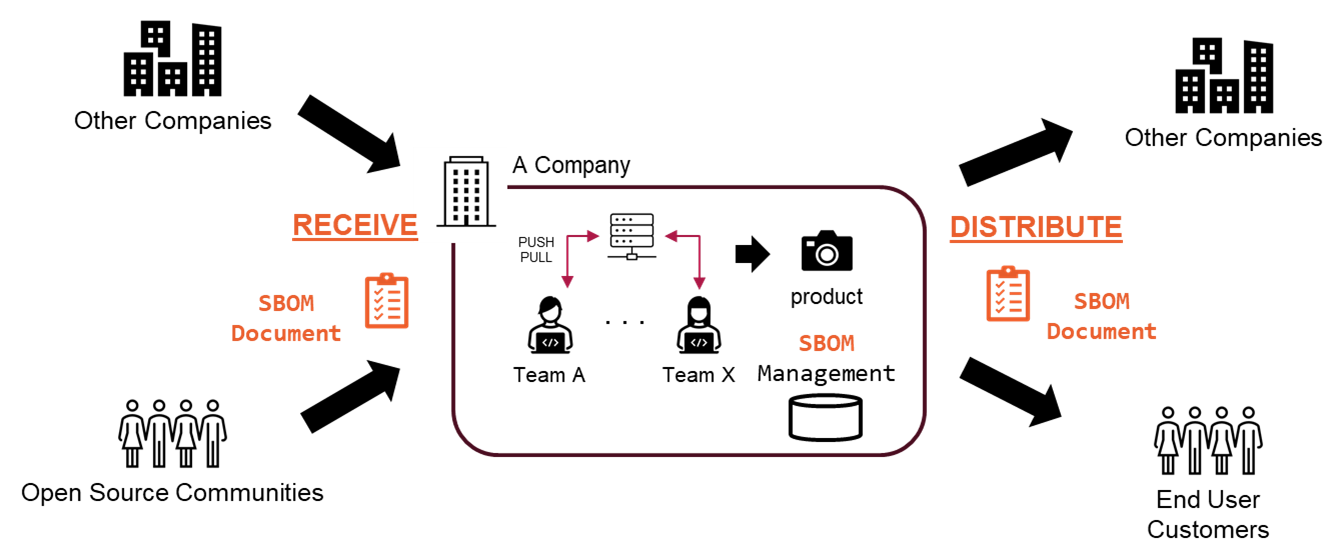 Other Companies
RECEIVE
SBOM
Document
Open Source Communities
A Company
PUSH
PULL
. . .
Team A
Team X
product
SBOM
Management
Other Companies
DISTRIBUTE
SBOM
Document
End User
Customers